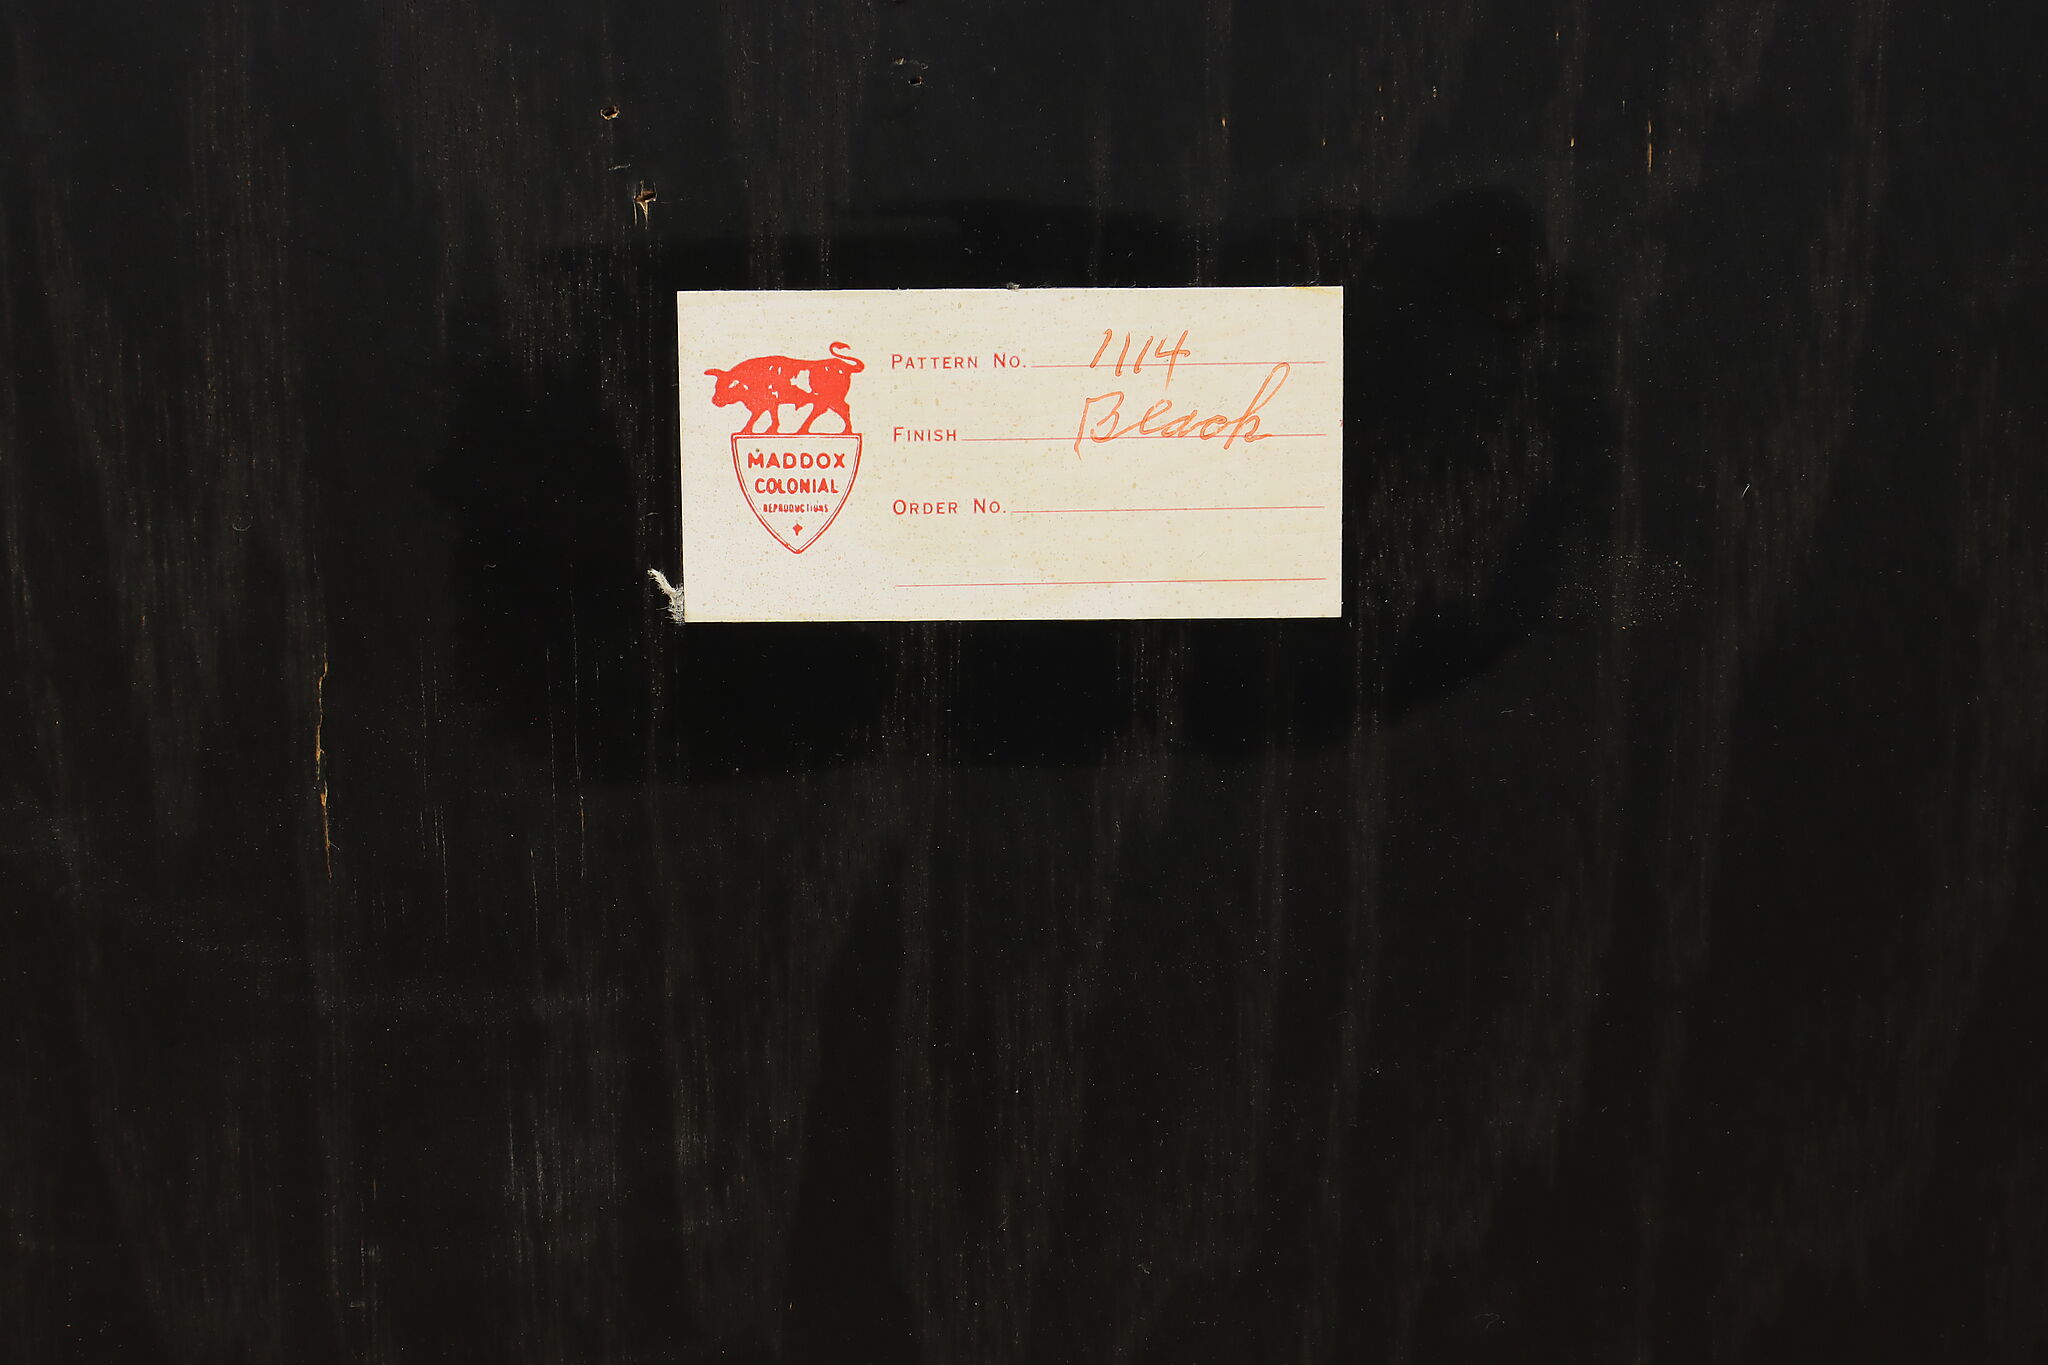 MADDOX
COLONIAL
REPRODUCTIONS
PATTERN NO. 1114
FINISH Black
ORDER NO.